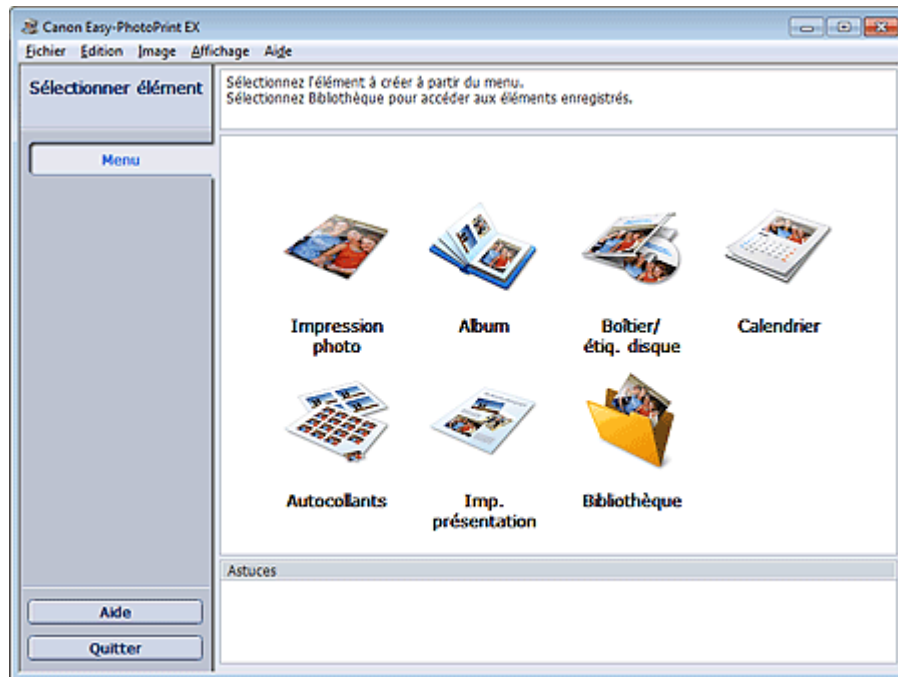 Canon Easy-PhotoPrint EX
Fichier Édition Image Affichage Aide
Sélectionner élément
Sélectionnez l'élément à créer à partir du menu.
Sélectionnez Bibliothèque pour accéder aux éléments enregistrés.
Menu
Impression
photo
Album
Boîtier/
étiq. disque
Calendrier
Autocollants
Imp.
présentation
Bibliothèque
Astuces
Aide
Quitter